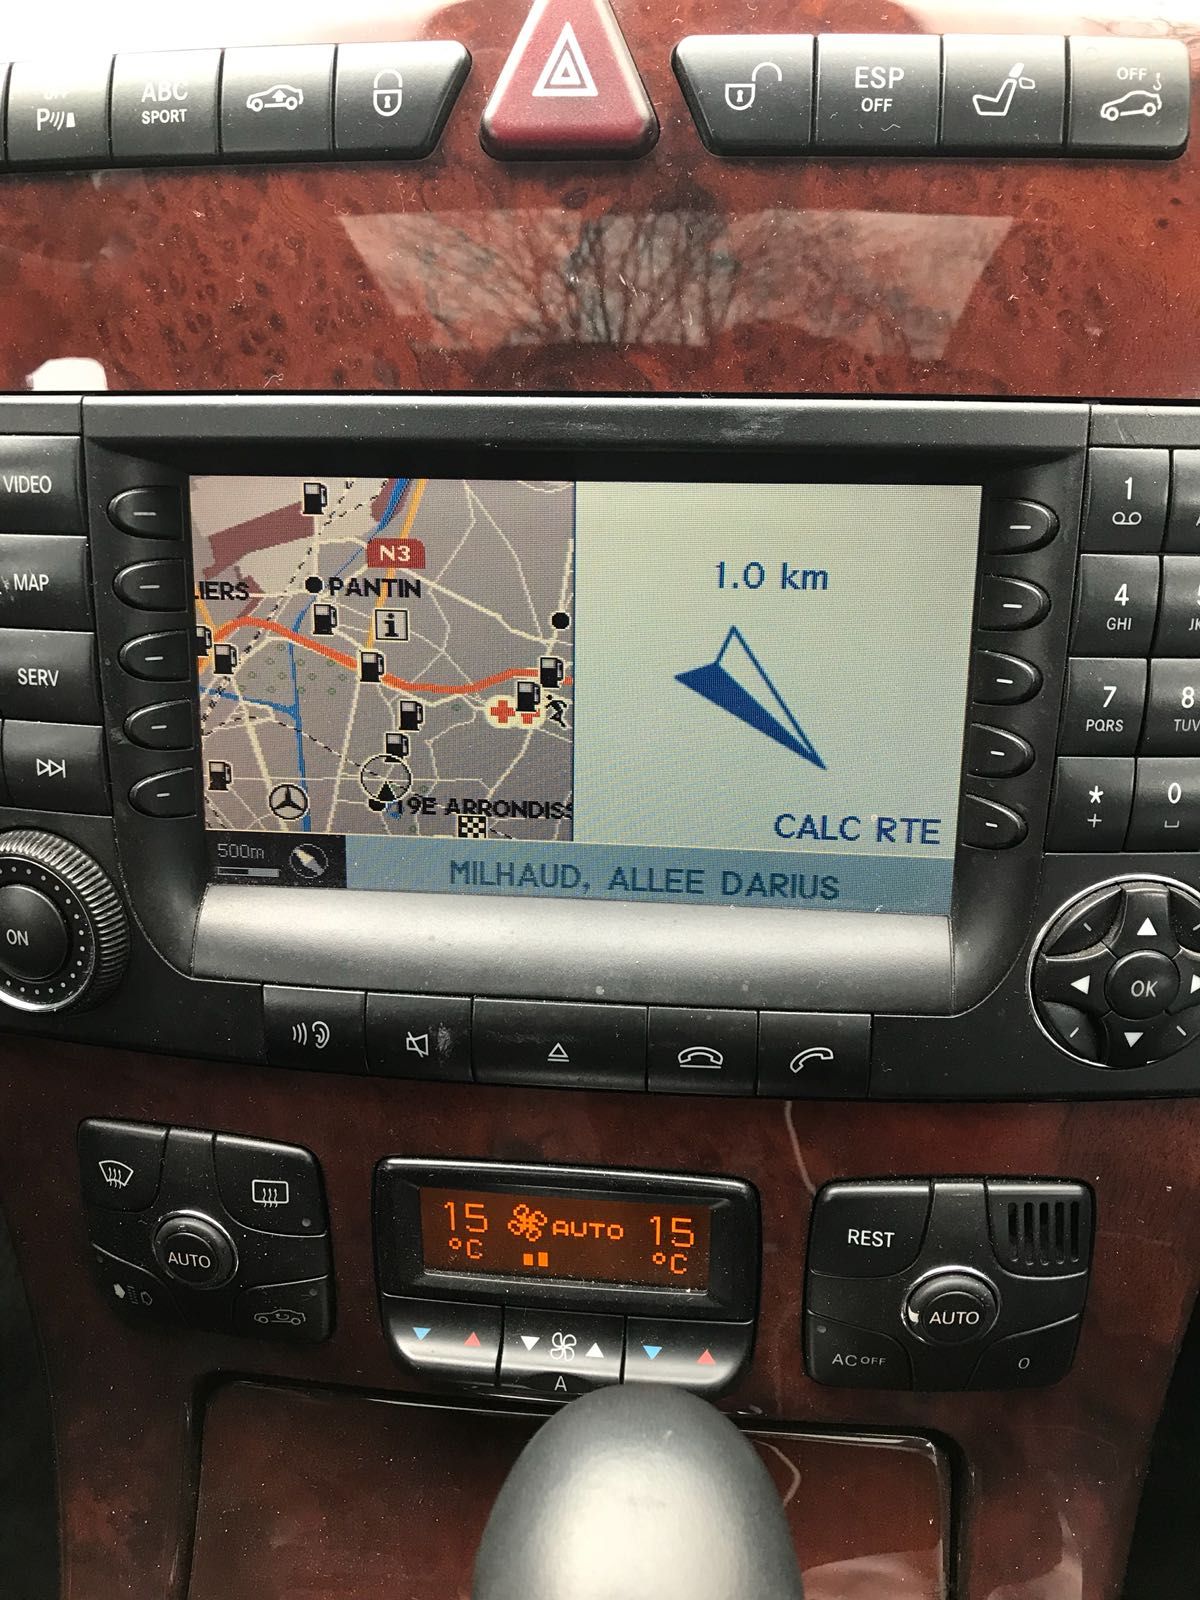 ABC
SPORT
ESP
OFF
OFF
VIDEO
MAP
SERV
ON
N3
IERS
PANTIN
i
19E ARRONDISS
500m
1.0 km
CALC RTE
MILHAUD, ALLEE DARIUS
1
4
GHI
7
PQRS
8
TUV
*
+
0
OK
AUTO
15
°C
AUTO
15
°C
A
REST
AUTO
AC OFF
O